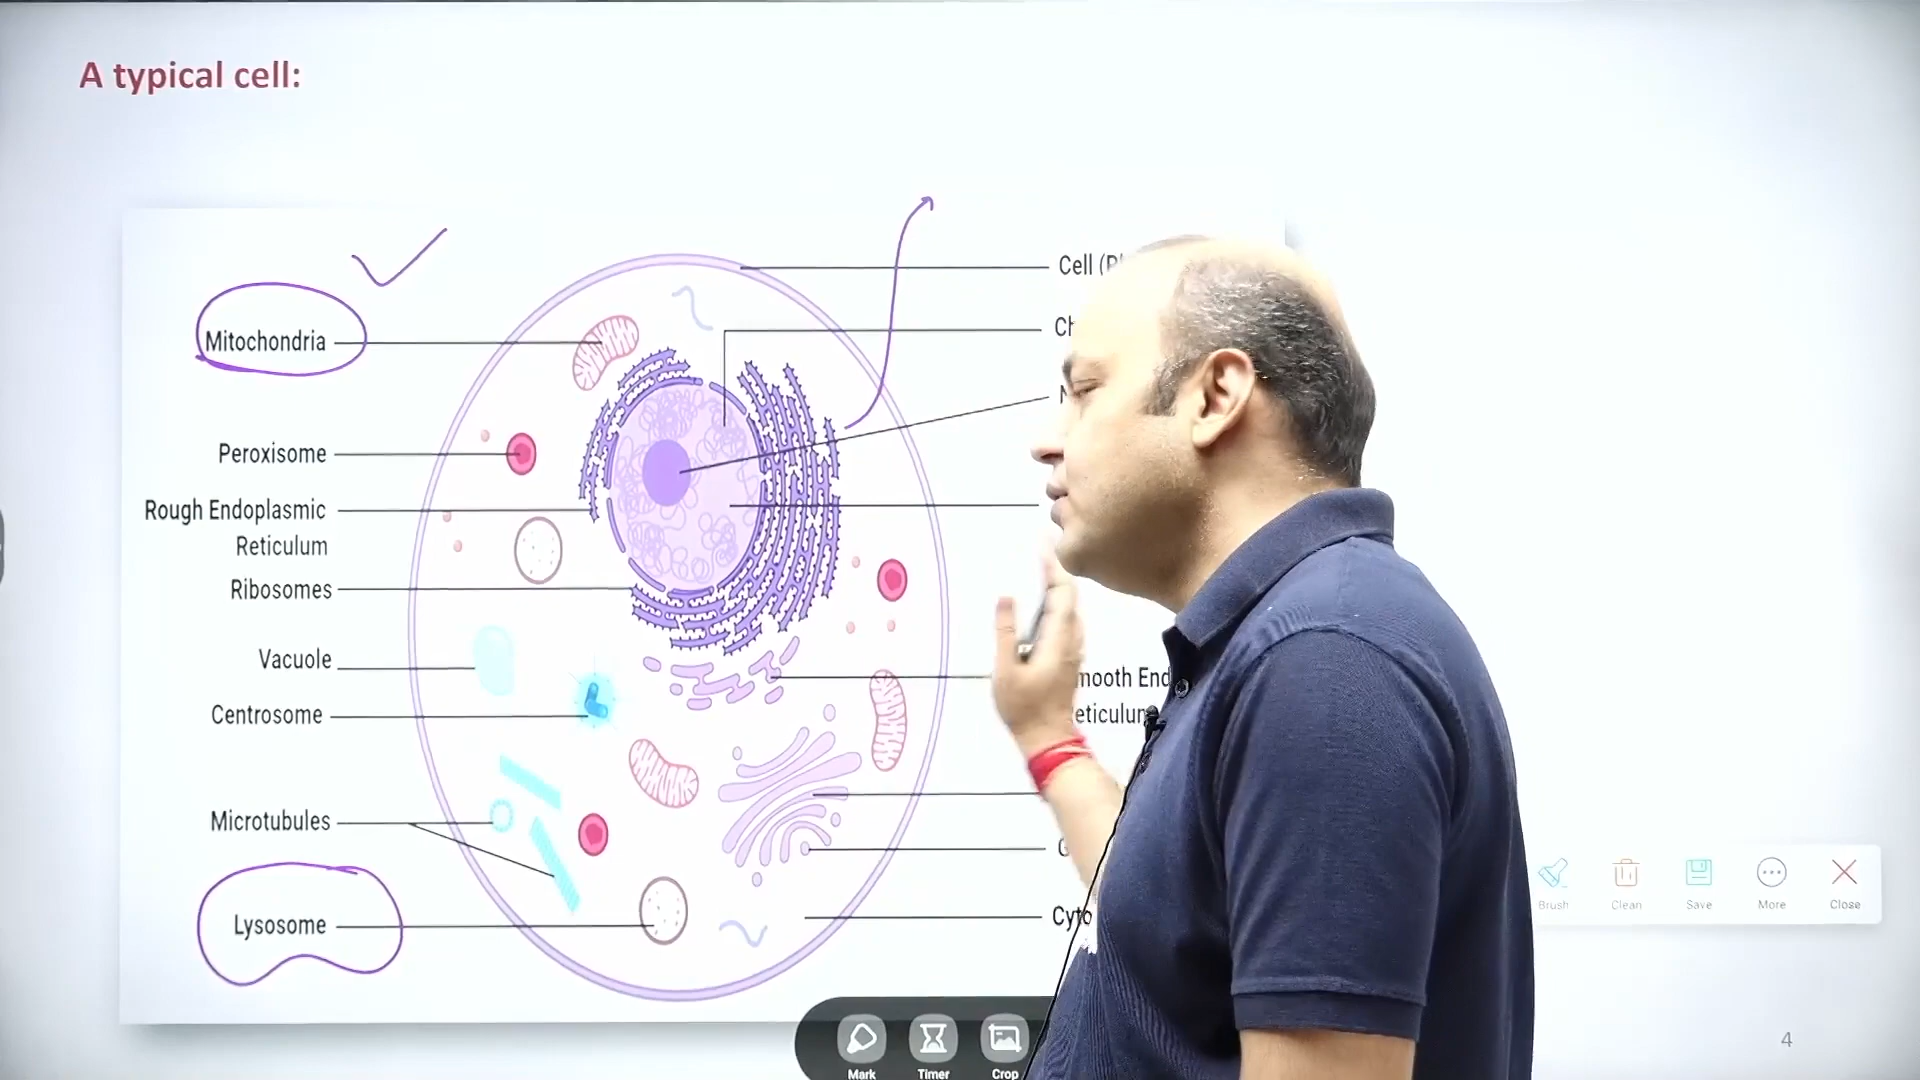 A typical cell:
Mitochondria
Peroxisome
Rough Endoplasmic
Reticulum
Ribosomes
Vacuole
Centrosome
Microtubules
Lysosome
Cell
mooth End
eticulum
Cyto
Brush
Clean
Save
More
Close
Mark
Timer
Crop
4